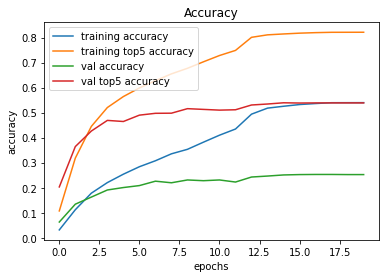 Accuracy
training accuracy
training top5 accuracy
val accuracy
val top5 accuracy
accuracy
0.8
0.7
0.6
0.5
0.4
0.3
0.2
0.1
0.0
0.0 2.5 5.0 7.5 10.0 12.5 15.0 17.5
epochs